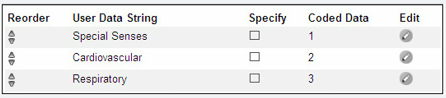 Reorder User Data String Specify Coded Data Edit
Special Senses 1
Cardiovascular 2
Respiratory 3